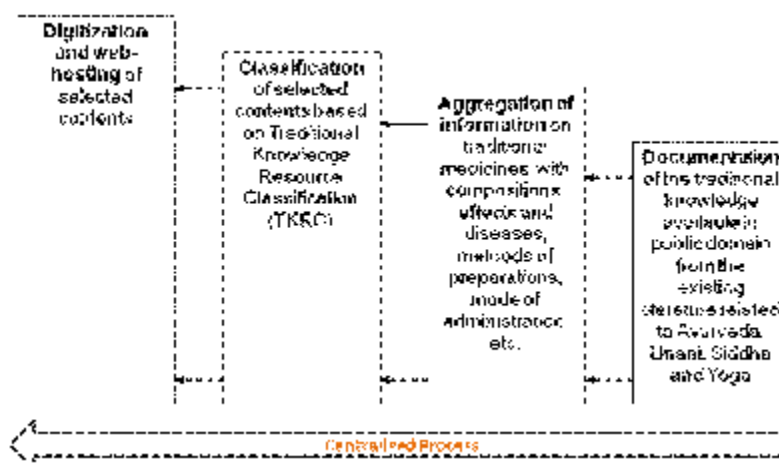 Digitization
and web-
hosting of
selected
contents
Classification
of selected
contents based
on Traditional
Knowledge
Resource
Classification
(TKRC)
Aggregation of
information on
traditional
medicines with
compositions
effects and
diseases,
methods of
preparations,
mode of
administration
etc.
Documentation
of the traditional
knowledge
available in
public domain
from the
existing
literature related
to Ayurveda
Unani, Siddha
and Yoga
Centralised Process